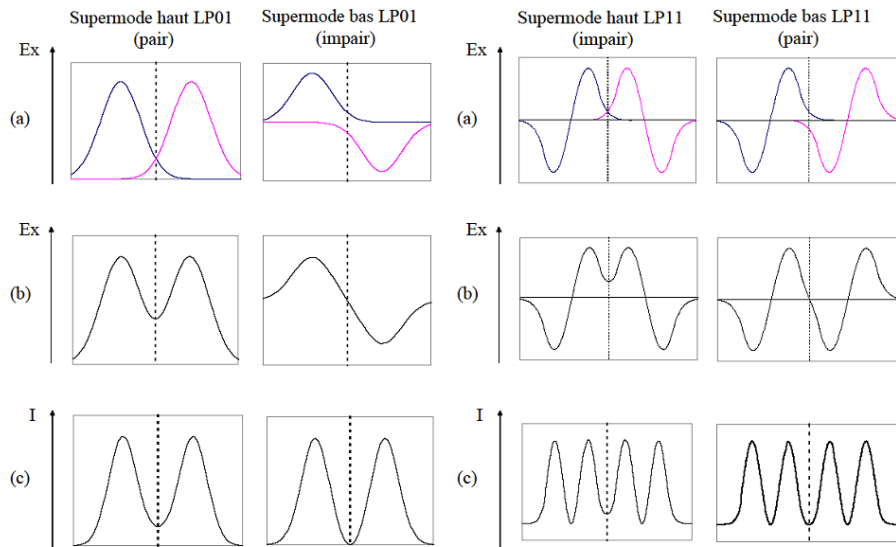 Supermode haut LP01
(pair)
Supermode bas LP01
(impair)
Supermode haut LP11
(impair)
Supermode bas LP11
(pair)
Ex
Ex
(a)
(a)
Ex
Ex
(b)
(b)
I
I
(c)
(c)